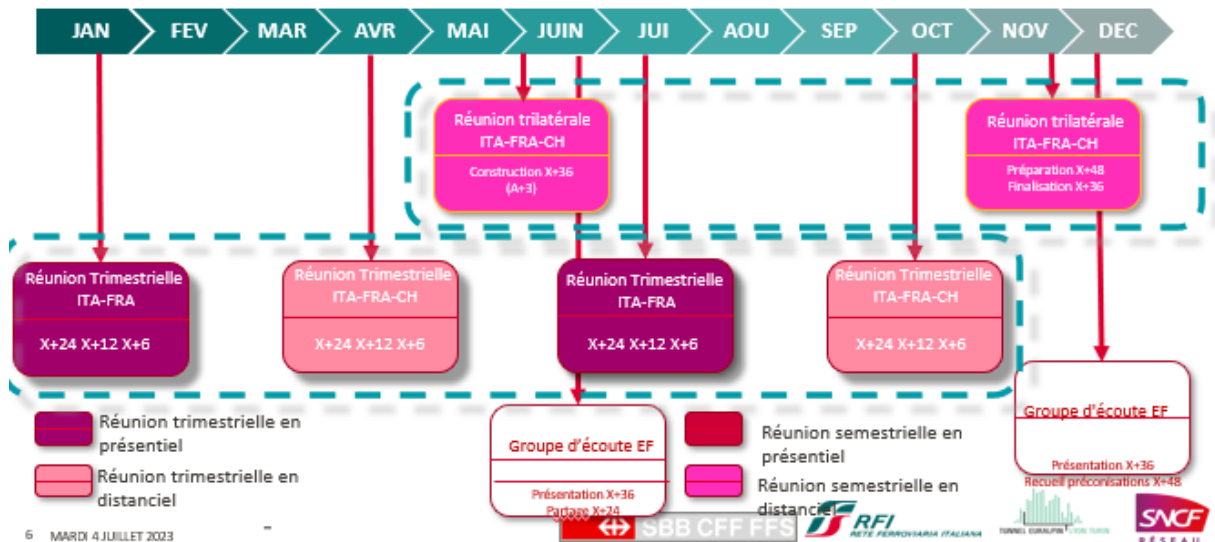 JAN FEV MAR AVR MAI JUIN JUI AOU SEP OCT NOV DEC
Réunion trilatérale
ITA-FRA-CH
Construction X+36
(A+3)
Réunion trilatérale
ITA-FRA-CH
Préparation X+48
Finalisation X+36
Réunion Trimestrielle
ITA-FRA
X+24 X+12 X+6
Réunion Trimestrielle
ITA-FRA-CH
X+24 X+12 X+6
Réunion Trimestrielle
ITA-FRA
X+24 X+12 X+6
Réunion Trimestrielle
ITA-FRA-CH
X+24 X+12 X+6
Groupe d'écoute EF
Présentation X+36
Partage X+24
Groupe d'écoute EF
Présentation X+36
Recueil préconisations X+48
Réunion trimestrielle en
présentiel
Réunion trimestrielle en
distanciel
Réunion semestrielle en
présentiel
Réunion semestrielle en
distanciel
6 MARDI 4 JUILLET 2023
SBB CFF FFS
RFI
RETE FERROVIARIA ITALIANA
TUNNEL EURALPIN LYON TURIN
SNCF
RÉSEAU